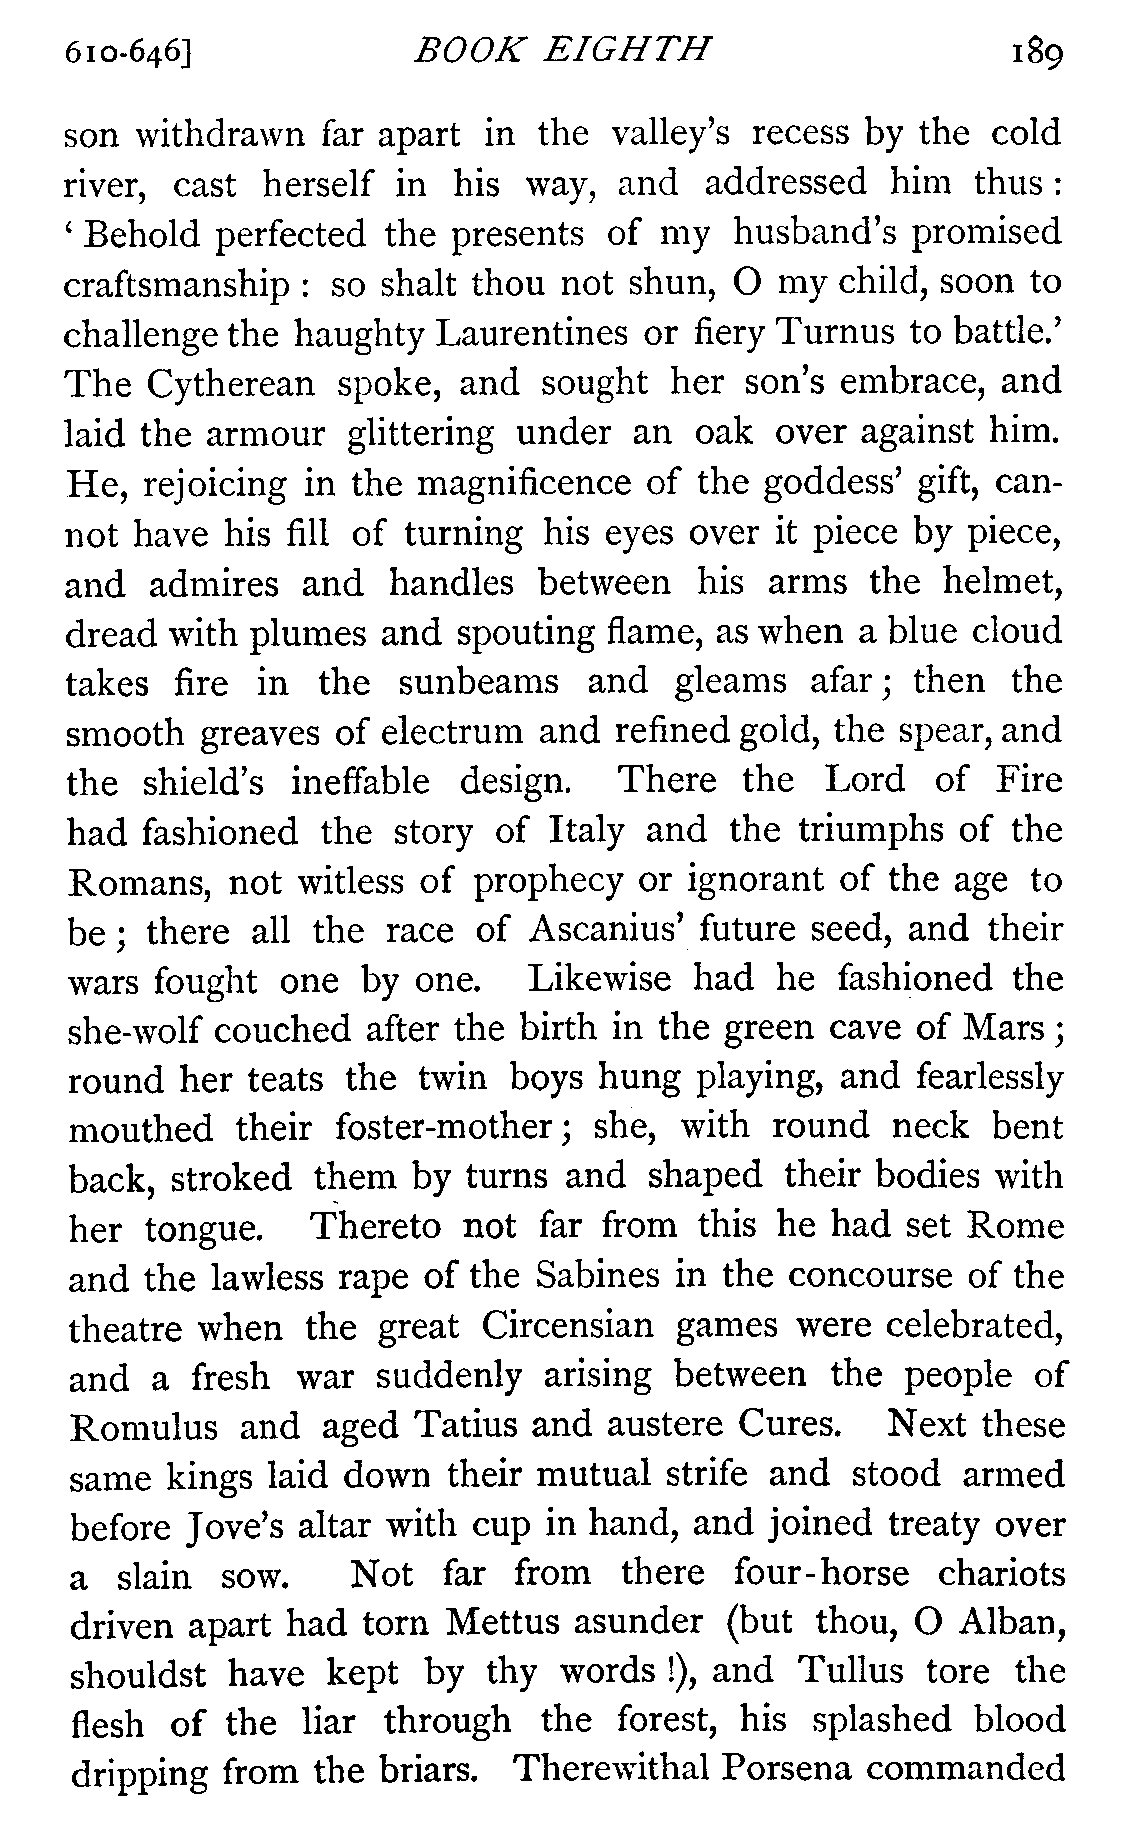 610-646] BOOK EIGHTH 189
son withdrawn far apart in the valley's recess by the cold
river, cast herself in his way, and addressed him thus :
‘ Behold perfected the presents of my husband's promised
craftsmanship : so shalt thou not shun, O my child, soon to
challenge the haughty Laurentines or fiery Turnus to battle.’
The Cytherean spoke, and sought her son's embrace, and
laid the armour glittering under an oak over against him.
He, rejoicing in the magnificence of the goddess' gift, can-
not have his fill of turning his eyes over it piece by piece,
and admires and handles between his arms the helmet,
dread with plumes and spouting flame, as when a blue cloud
takes fire in the sunbeams and gleams afar ; then the
smooth greaves of electrum and refined gold, the spear, and
the shield's ineffable design. There the Lord of Fire
had fashioned the story of Italy and the triumphs of the
Romans, not witless of prophecy or ignorant of the age to
be ; there all the race of Ascanius' future seed, and their
wars fought one by one. Likewise had he fashioned the
she-wolf couched after the birth in the green cave of Mars ;
round her teats the twin boys hung playing, and fearlessly
mouthed their foster-mother ; she, with round neck bent
back, stroked them by turns and shaped their bodies with
her tongue. Thereto not far from this he had set Rome
and the lawless rape of the Sabines in the concourse of the
theatre when the great Circensian games were celebrated,
and a fresh war suddenly arising between the people of
Romulus and aged Tatius and austere Cures. Next these
same kings laid down their mutual strife and stood armed
before Jove's altar with cup in hand, and joined treaty over
a slain sow. Not far from there four-horse chariots
driven apart had torn Mettus asunder (but thou, O Alban,
shouldst have kept by thy words !), and Tullus tore the
flesh of the liar through the forest, his splashed blood
dripping from the briars. Therewithal Porsena commanded